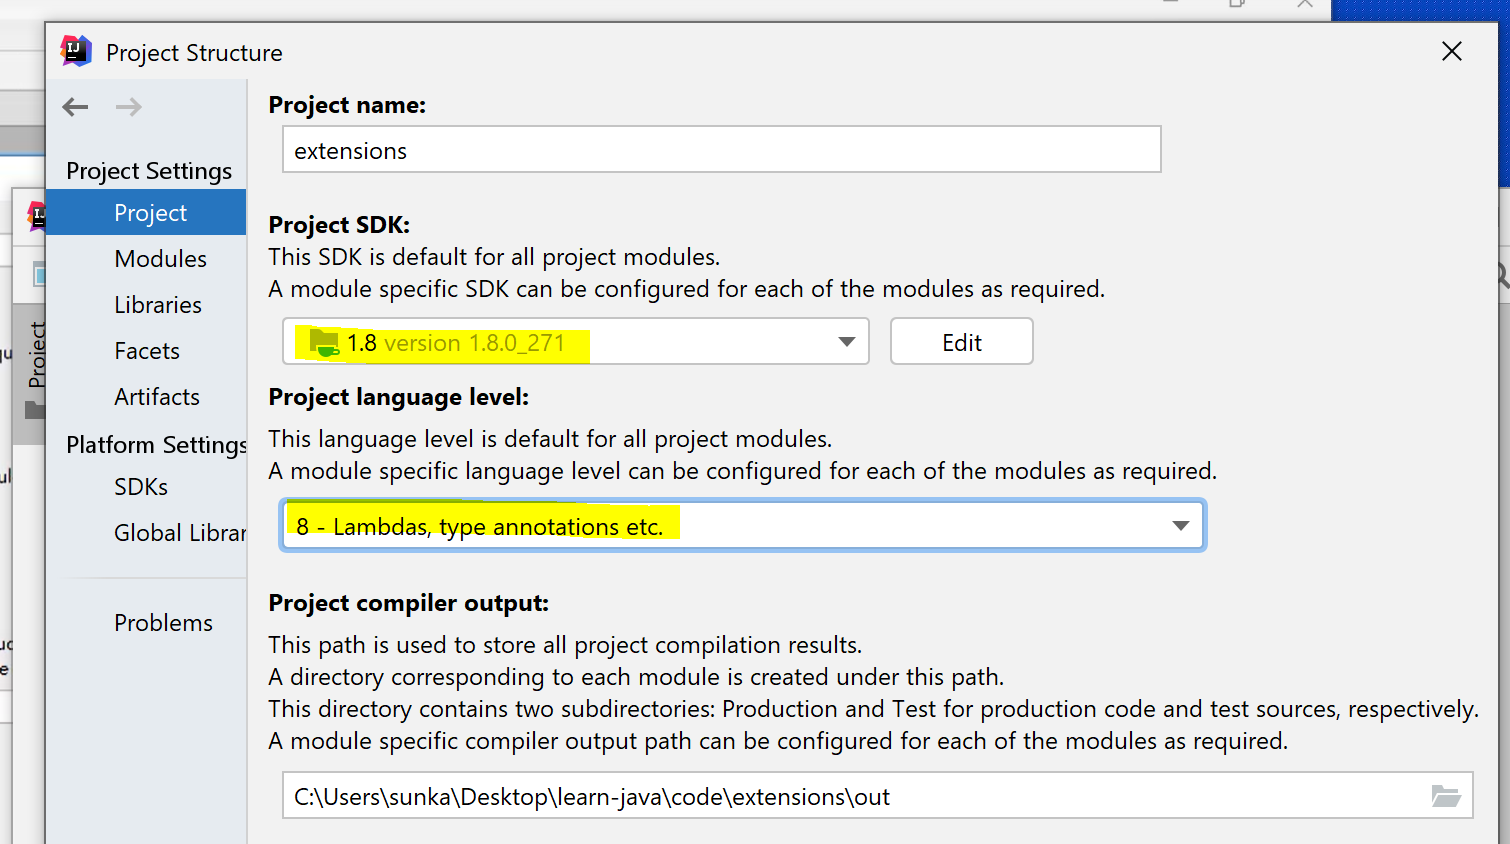 Project Structure
Project name:
extensions
Project Settings
Project
Modules
Libraries
Facets
Artifacts
Platform Settings
SDKs
Global Librar
Problems
Project SDK:
This SDK is default for all project modules.
A module specific SDK can be configured for each of the modules as required.
1.8 version 1.8.0_271
Edit
Project language level:
This language level is default for all project modules.
A module specific language level can be configured for each of the modules as required.
8 - Lambdas, type annotations etc.
Project compiler output:
This path is used to store all project compilation results.
A directory corresponding to each module is created under this path.
This directory contains two subdirectories: Production and Test for production code and test sources, respectively.
A module specific compiler output path can be configured for each of the modules as required.
C:\Users\sunka\Desktop\learn-java\code\extensions\out
Project